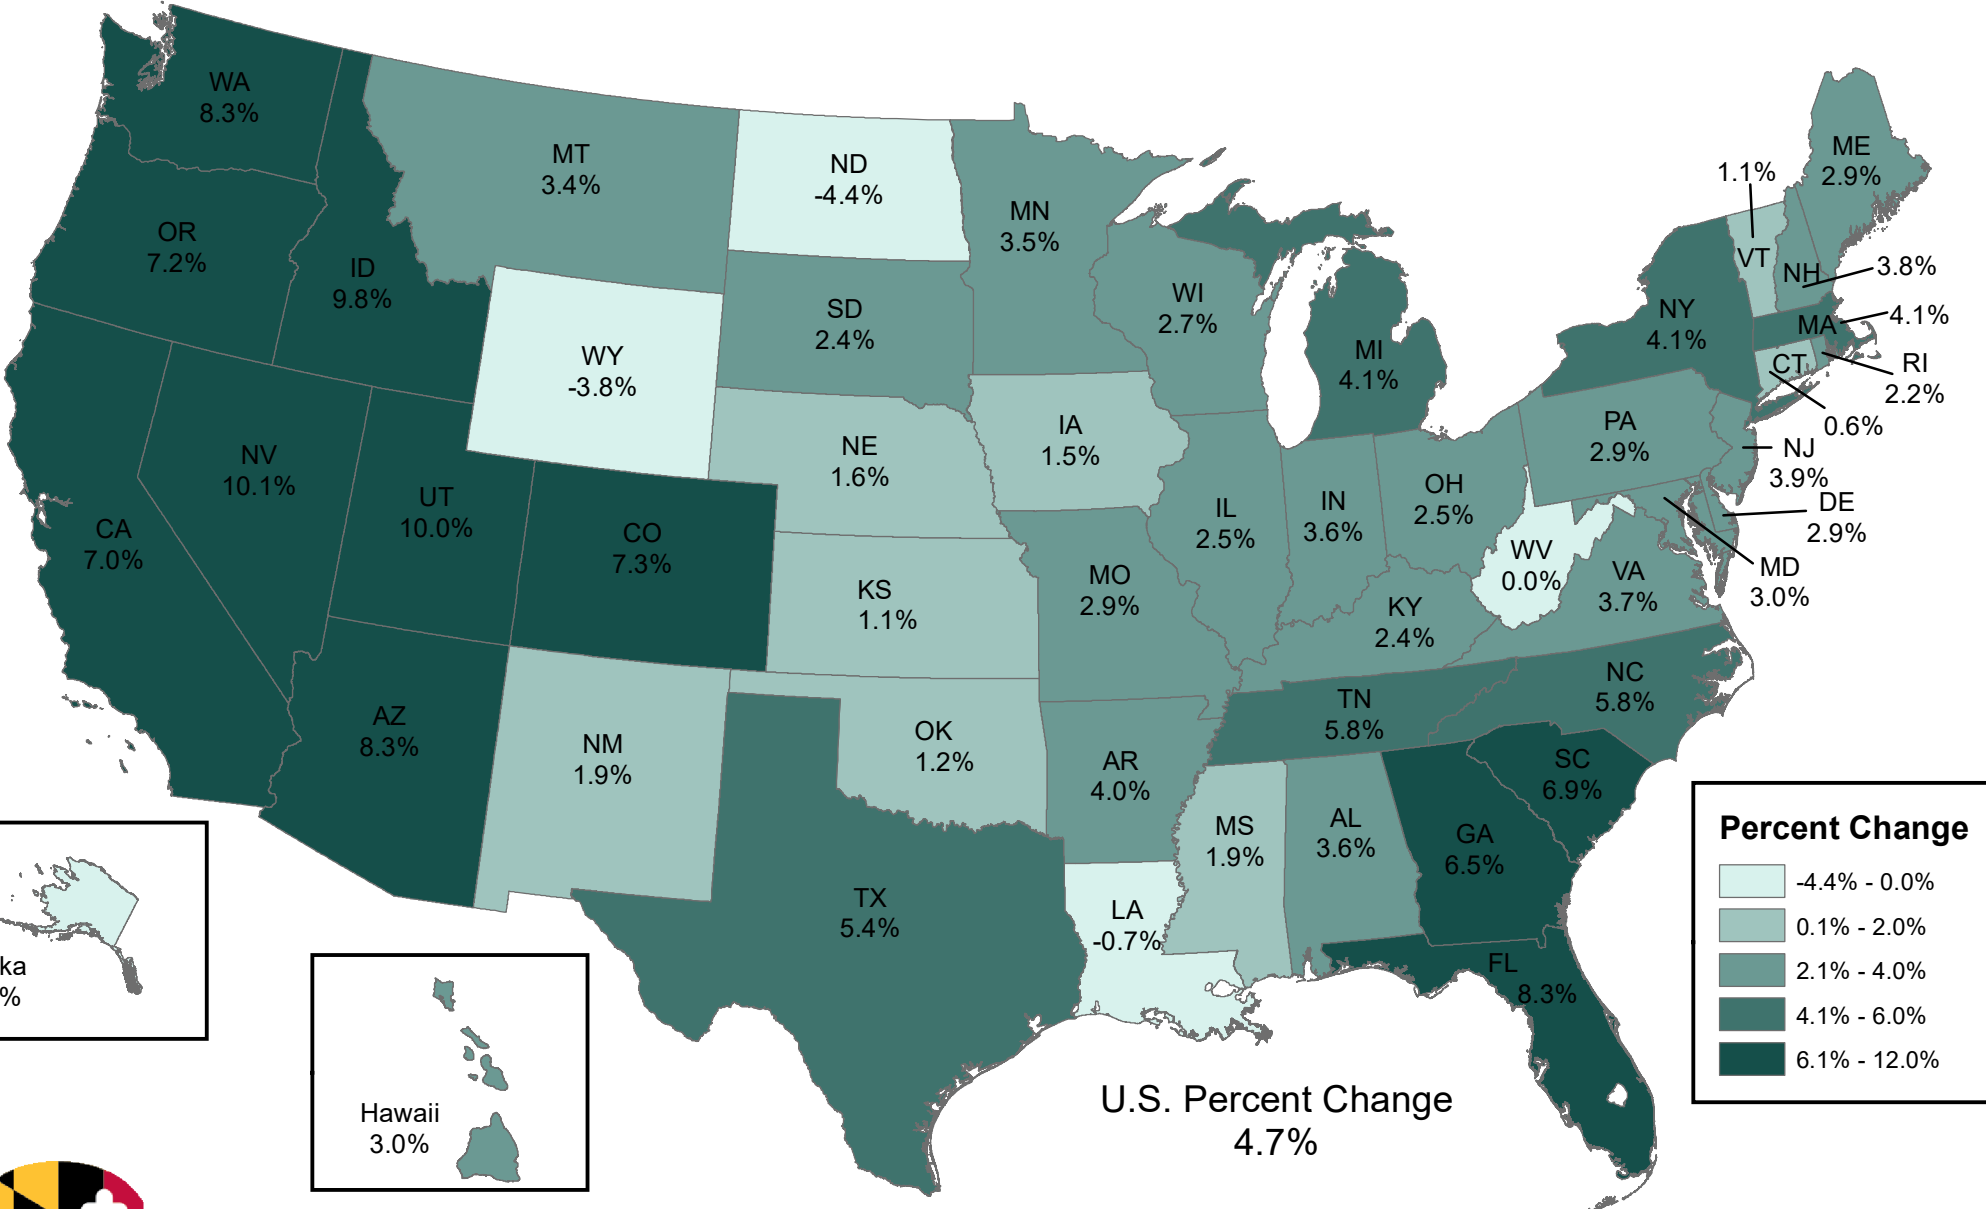 WA
8.3%
OR
7.2%
ID
9.8%
MT
3.4%
ND
-4.4%
MN
3.5%
SD
2.4%
WY
-3.8%
WI
2.7%
MI
4.1%
1.1%
VT
ME
2.9%
NH
3.8%
NY
4.1%
MA
4.1%
CT
0.6%
RI
2.2%
PA
2.9%
NJ
3.9%
DE
2.9%
MD
3.0%
NV
10.1%
UT
10.0%
CA
7.0%
CO
7.3%
NE
1.6%
IA
1.5%
KS
1.1%
MO
2.9%
IL
2.5%
IN
3.6%
OH
2.5%
WV
0.0%
VA
3.7%
KY
2.4%
NC
5.8%
TN
5.8%
AZ
8.3%
NM
1.9%
OK
1.2%
AR
4.0%
SC
6.9%
MS
1.9%
AL
3.6%
GA
6.5%
TX
5.4%
LA
-0.7%
FL
8.3%
ka
%
Hawaii
3.0%
U.S. Percent Change
4.7%
Percent Change
-4.4% - 0.0%
0.1% - 2.0%
2.1% - 4.0%
4.1% - 6.0%
6.1% - 12.0%